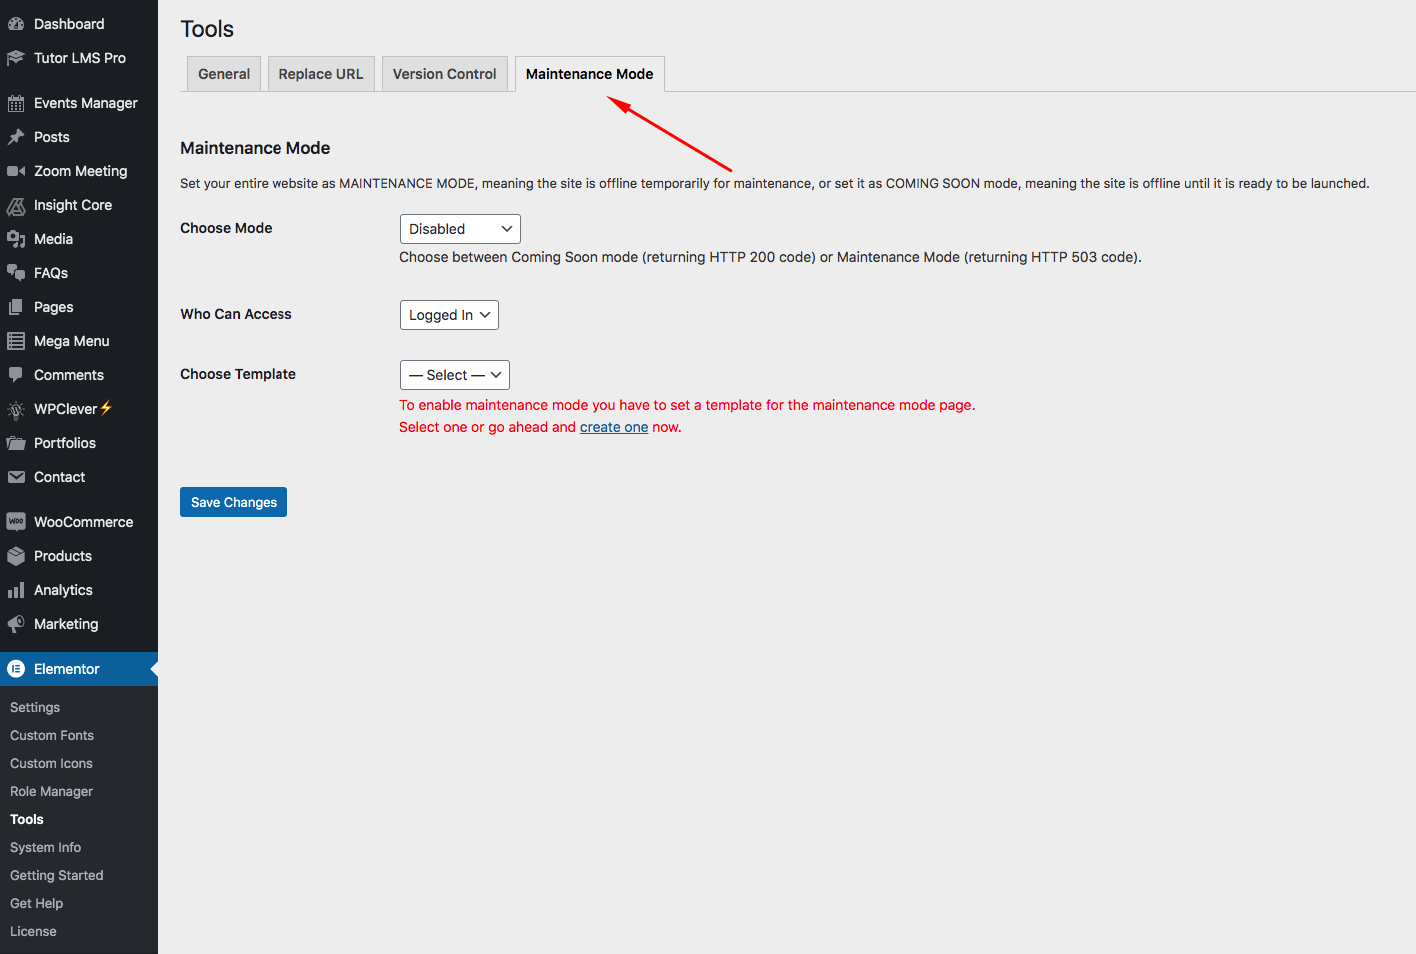 Dashboard
Tutor LMS Pro
Events Manager
Posts
Zoom Meeting
Insight Core
Media
FAQs
Pages
Mega Menu
Comments
WPClever⚡
Portfolios
Contact
WOO WooCommerce
Products
Analytics
Marketing
Elementor
Settings
Custom Fonts
Custom Icons
Role Manager
Tools
System Info
Getting Started
Get Help
License
Tools
General Replace URL Version Control Maintenance Mode
Maintenance Mode
Set your entire website as MAINTENANCE MODE, meaning the site is offline temporarily for maintenance, or set it as COMING SOON mode, meaning the site is offline until it is ready to be launched.
Choose Mode Disabled
Choose between Coming Soon mode (returning HTTP 200 code) or Maintenance Mode (returning HTTP 503 code).
Who Can Access Logged In
Choose Template — Select —
To enable maintenance mode you have to set a template for the maintenance mode page.
Select one or go ahead and create one now.
Save Changes